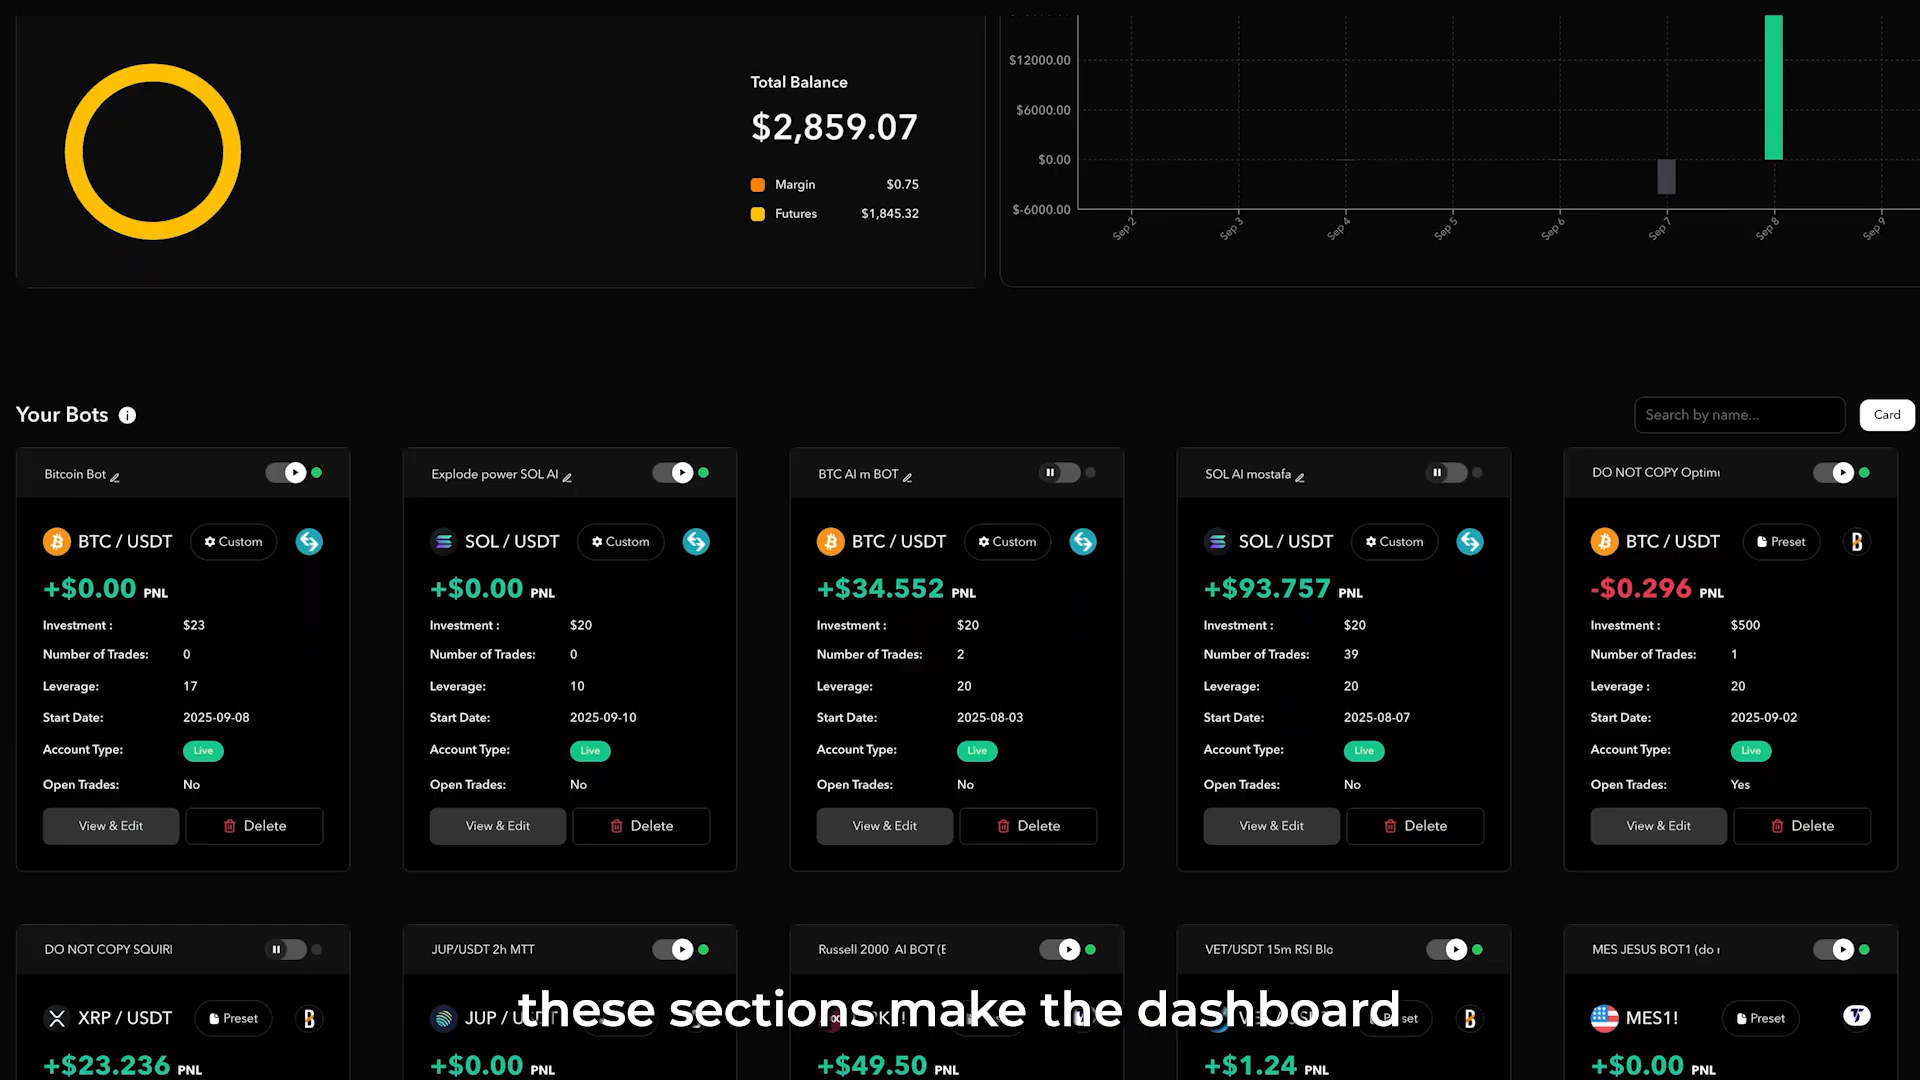 Total Balance
$2,859.07
Margin $0.75
Futures $1,845.32
$12000.00
$6000.00
$0.00
$-6000.00
Sep 2 Sep 3 Sep 4 Sep 5 Sep 6 Sep 7 Sep 8 Sep 9
Your Bots
Search by name...
Card
Bitcoin Bot
BTC / USDT Custom
+$0.00 PNL
Investment : $23
Number of Trades: 0
Leverage: 17
Start Date: 2025-09-08
Account Type: Live
Open Trades: No
View & Edit Delete
Explode power SOL AI
SOL / USDT Custom
+$0.00 PNL
Investment : $20
Number of Trades: 0
Leverage: 10
Start Date: 2025-09-10
Account Type: Live
Open Trades: No
View & Edit Delete
BTC AI m BOT
BTC / USDT Custom
+$34.552 PNL
Investment : $20
Number of Trades: 2
Leverage: 20
Start Date: 2025-08-03
Account Type: Live
Open Trades: No
View & Edit Delete
SOL AI mostafa
SOL / USDT Custom
+$93.757 PNL
Investment : $20
Number of Trades: 39
Leverage: 20
Start Date: 2025-08-07
Account Type: Live
Open Trades: No
View & Edit Delete
DO NOT COPY Optim
BTC / USDT Preset
-$0.296 PNL
Investment : $500
Number of Trades: 1
Leverage : 20
Start Date: 2025-09-02
Account Type: Live
Open Trades: Yes
View & Edit Delete
DO NOT COPY SQUIRI
XRP / USDT Preset
+$23.236 PNL
JUP/USDT 2h MTT
JUP / USDT
+$0.00 PNL
Russell 2000 AI BOT (E
+$49.50 PNL
VET/USDT 15m RSI Blo
+$1.24 PNL
MES JESUS BOT1 (do
MES1! Preset
+$0.00 PNL
these sections make the dashboard